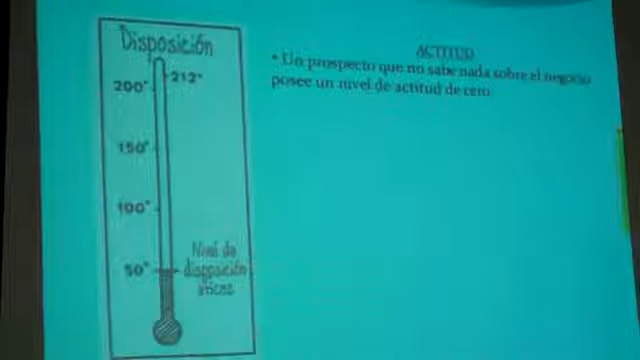 Disposición
212°
200°
150°
100°
50°
Nivel de
disposición
ACTITUD
• Un prospecto que no sabe nada sobre el negocio
posee un nivel de actitud de cero